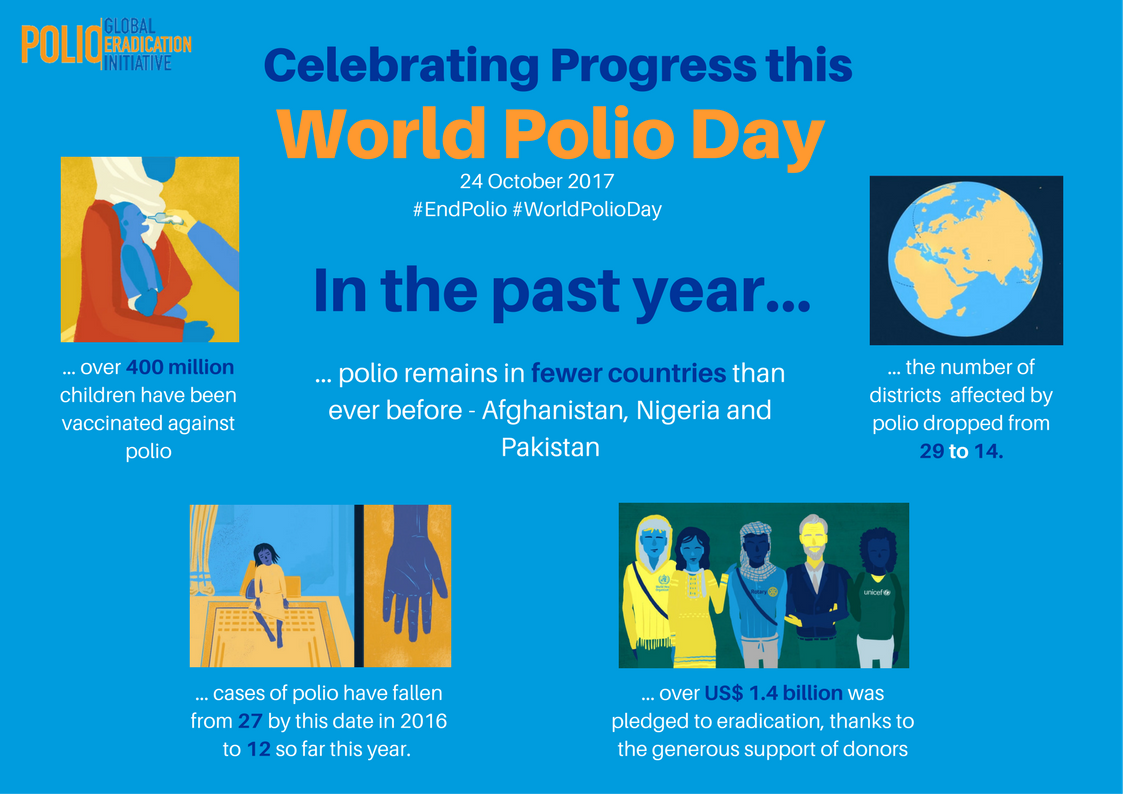 POLIO GLOBAL
ERADICATION
INITIATIVE
Celebrating Progress this
World Polio Day
24 October 2017
#EndPolio #WorldPolioDay
In the past year...
... over 400 million
children have been
vaccinated against
polio
... polio remains in fewer countries than
ever before - Afghanistan, Nigeria and
Pakistan
... the number of
districts affected by
polio dropped from
29 to 14.
Rotary
unicef
... cases of polio have fallen
from 27 by this date in 2016
to 12 so far this year.
... over US$ 1.4 billion was
pledged to eradication, thanks to
the generous support of donors